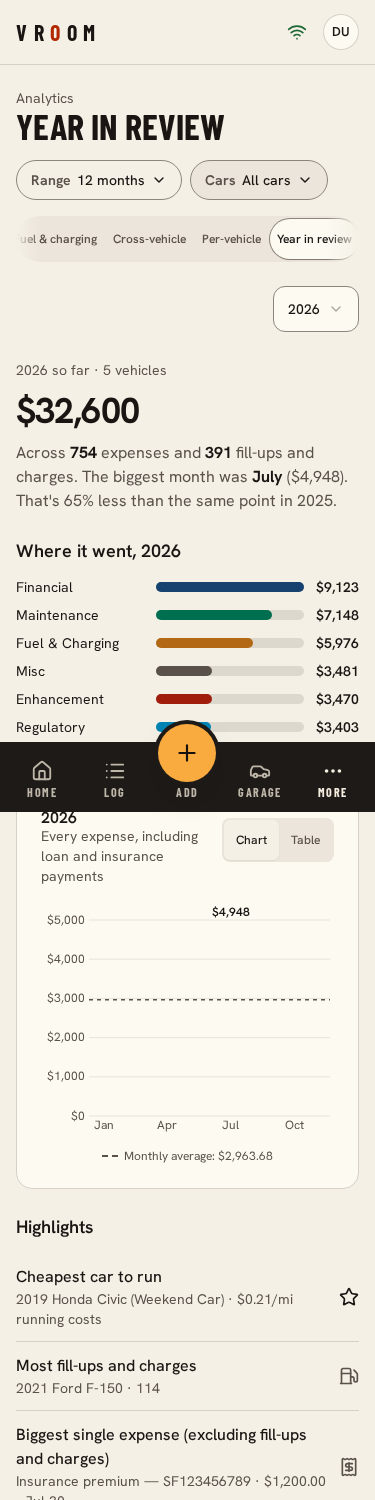 VROOM
DU
Analytics
YEAR IN REVIEW
Range 12 months
Cars All cars
uel & charging
Cross-vehicle
Per-vehicle
Year in review
2026
2026 so far · 5 vehicles
$32,600
Across 754 expenses and 391 fill-ups and
charges. The biggest month was July ($4,948).
That's 65% less than the same point in 2025.
Where it went, 2026
Financial $9,123
Maintenance $7,148
Fuel & Charging $5,976
Misc $3,481
Enhancement $3,470
Regulatory $3,403
HOME
LOG
ADD
GARAGE
MORE
2026
Every expense, including
loan and insurance
payments
Chart
Table
$4,948
$5,000
$4,000
$3,000
$2,000
$1,000
$0
Jan
Apr
Jul
Oct
Monthly average: $2,963.68
Highlights
Cheapest car to run
2019 Honda Civic (Weekend Car) · $0.21/mi
running costs
Most fill-ups and charges
2021 Ford F-150 · 114
Biggest single expense (excluding fill-ups
and charges)
Insurance premium — SF123456789 · $1,200.00